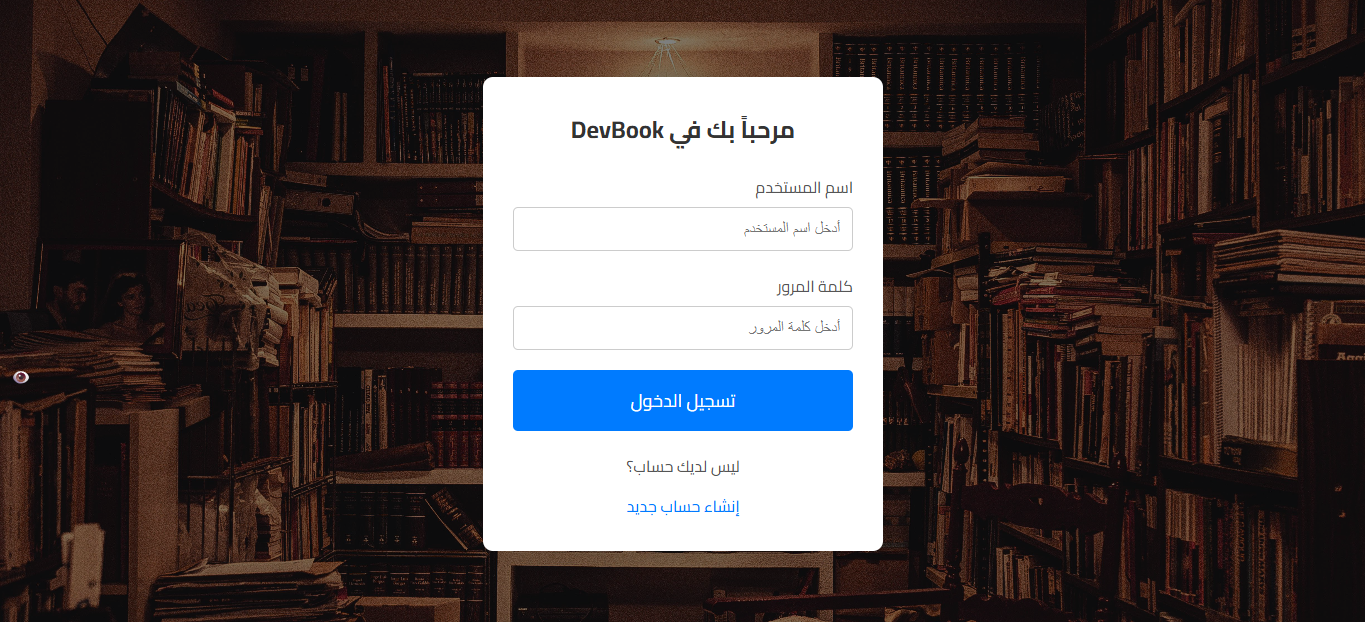 مرحباً بك في DevBook
اسم المستخدم
أدخل اسم المستخدم
كلمة المرور
أدخل كلمة المرور
تسجيل الدخول
ليس لديك حساب؟
إنشاء حساب جديد